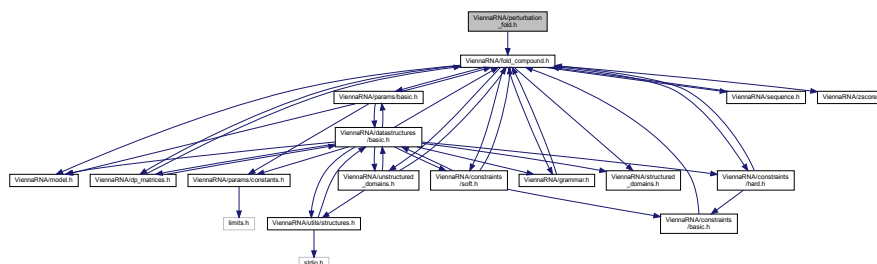 ViennaRNA/perturbation
_fold.h
ViennaRNA/fold_compound.h
ViennaRNA/params/basic.h
ViennaRNA/sequence.h
ViennaRNA/zscore
ViennaRNA/datastructures
/basic.h
ViennaRNA/model.h
ViennaRNA/dp_matrices.h
ViennaRNA/params/constants.h
ViennaRNA/unstructured
_domains.h
ViennaRNA/constraints
/soft.h
ViennaRNA/grammar.h
ViennaRNA/structured
_domains.h
ViennaRNA/constraints
/hard.h
limits.h
ViennaRNA/utils/structures.h
ViennaRNA/constraints
/basic.h
stdio.h